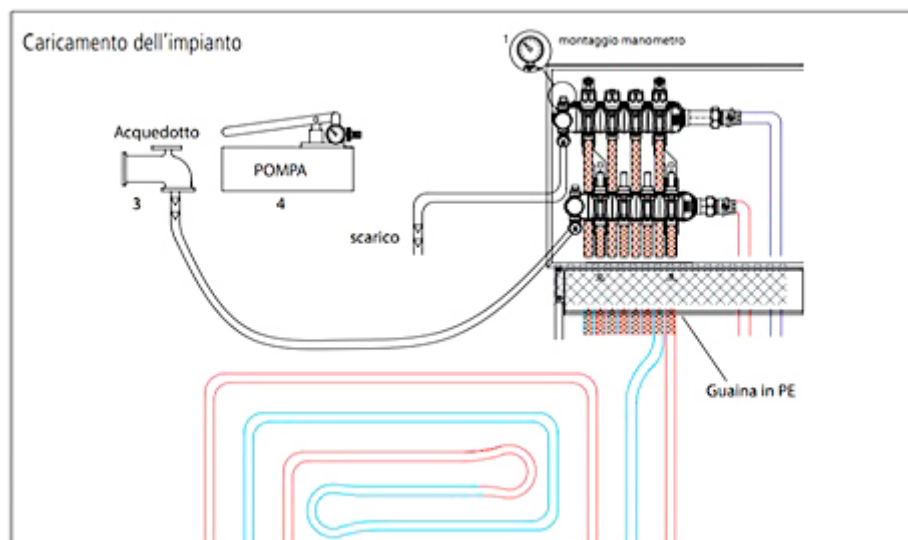 Caricamento dell'impianto
1
montaggio manometro
Acquedotto
POMPA
3
4
scarico
Guaina in PE